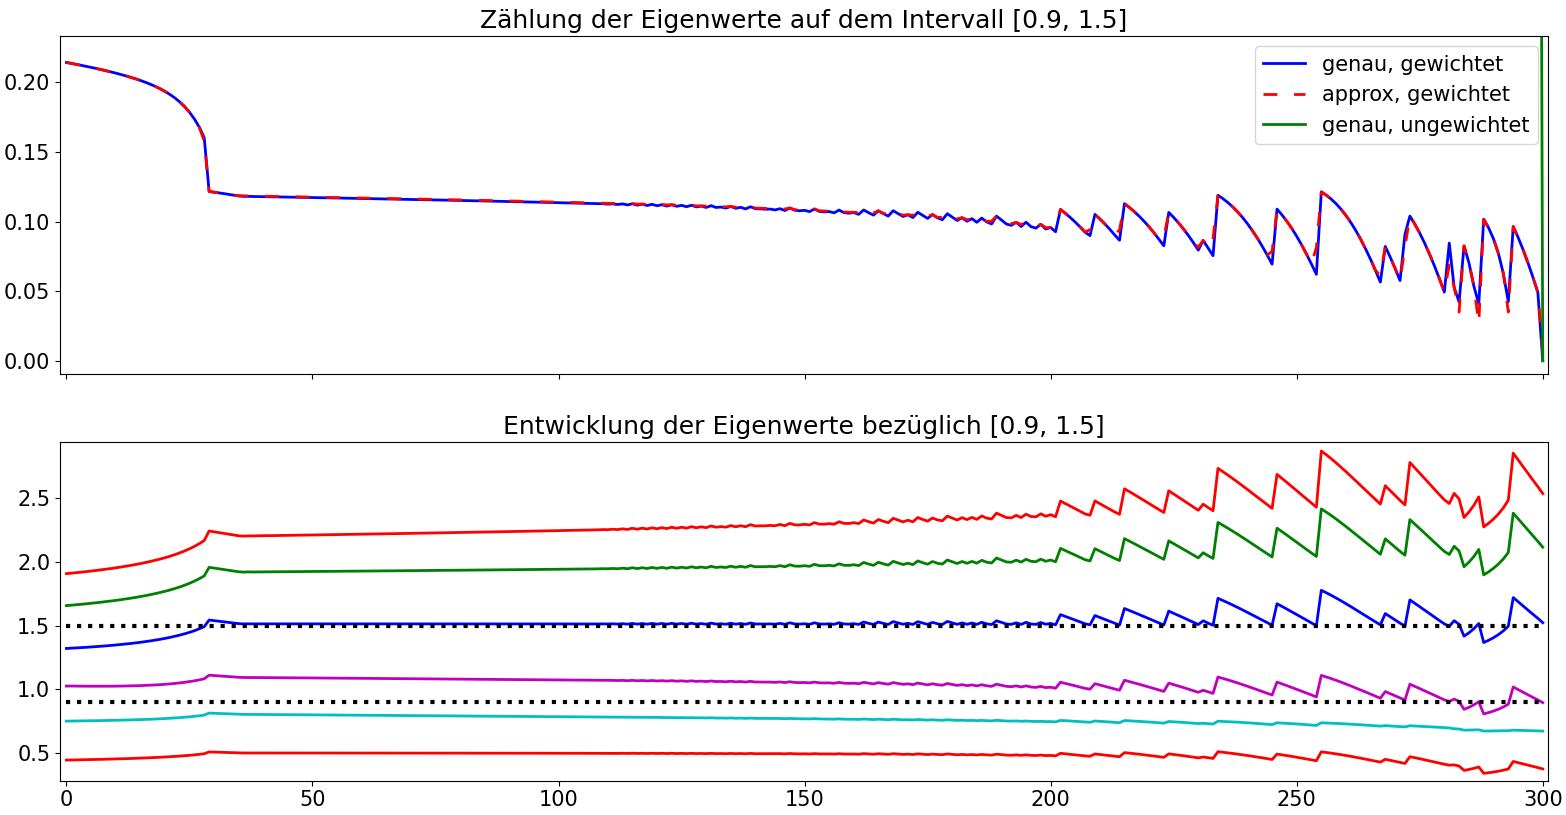 Zählung der Eigenwerte auf dem Intervall [0.9, 1.5]
genau, gewichtet
approx, gewichtet
genau, ungewichtet
0.20
0.15
0.10
0.05
0.00
Entwicklung der Eigenwerte bezüglich [0.9, 1.5]
2.5
2.0
1.5
1.0
0.5
0 50 100 150 200 250 300